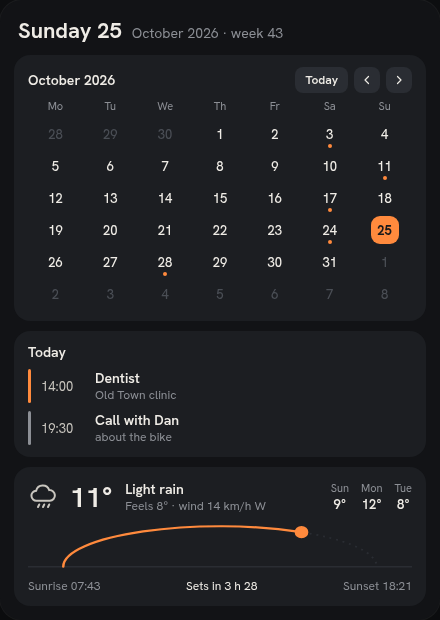 Sunday 25 October 2026 · week 43
October 2026 Today
Mo Tu We Th Fr Sa Su
28 29 30 1 2 3 4
5 6 7 8 9 10 11
12 13 14 15 16 17 18
19 20 21 22 23 24 25
26 27 28 29 30 31 1
2 3 4 5 6 7 8
Today
14:00 Dentist
Old Town clinic
19:30 Call with Dan
about the bike
11° Light rain
Feels 8° · wind 14 km/h W
Sun Mon Tue
9° 12° 8°
Sunrise 07:43 Sets in 3 h 28 Sunset 18:21